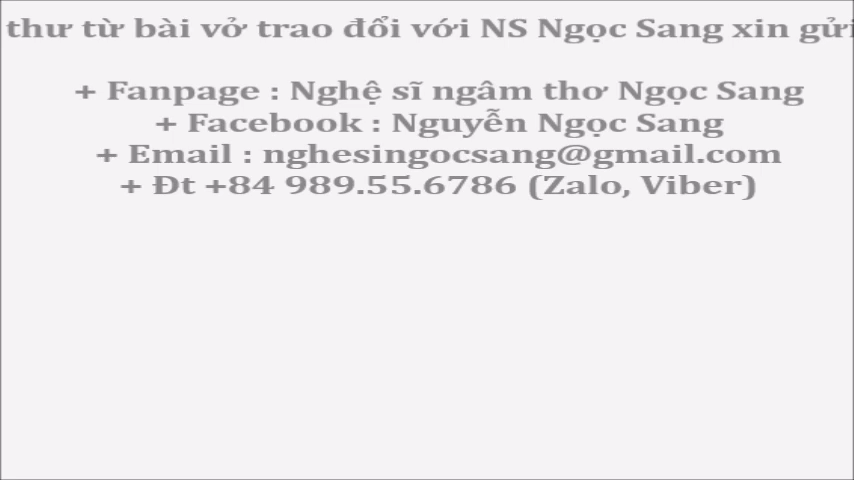 thư từ bài vở trao đổi với NS Ngọc Sang xin gửi
+ Fanpage : Nghệ sĩ ngâm thơ Ngọc Sang
+ Facebook : Nguyễn Ngọc Sang
+ Email : nghesingocsang@gmail.com
+ Đt +84 989.55.6786 (Zalo, Viber)